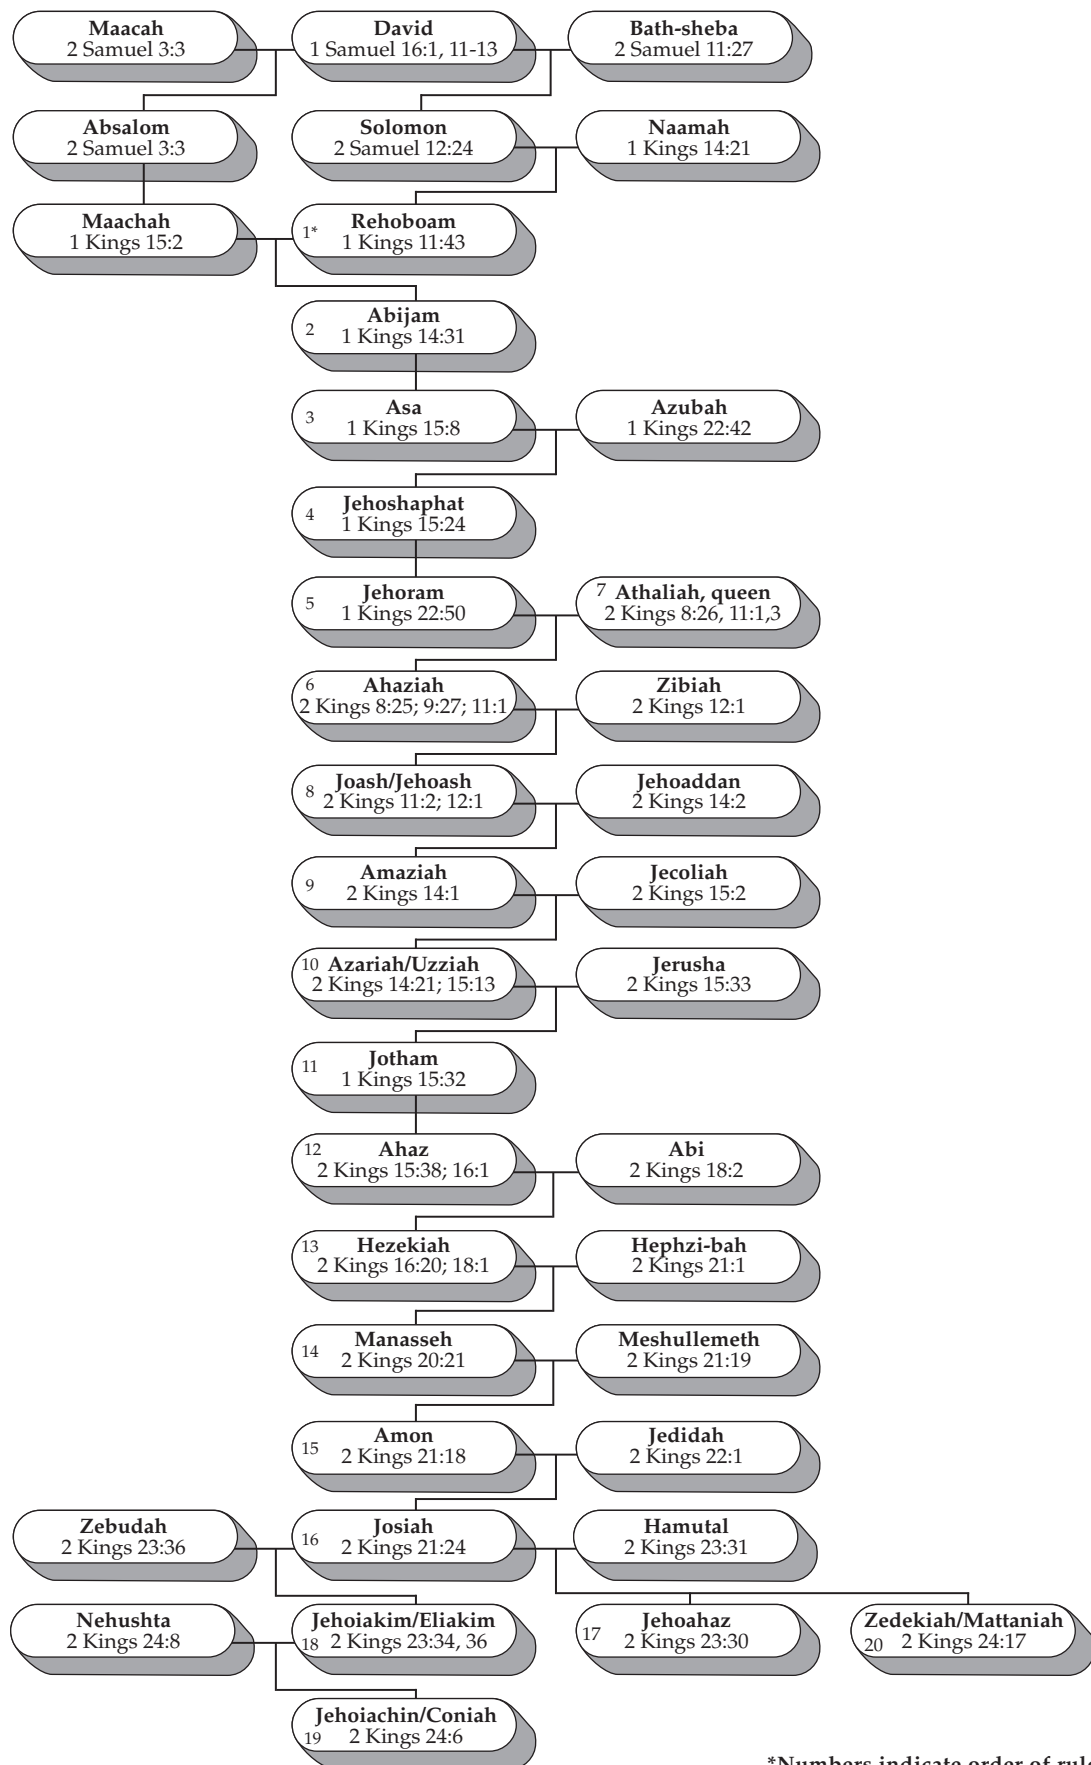 Maacah
2 Samuel 3:3
David
1 Samuel 16:1, 11-13
Bath-sheba
2 Samuel 11:27
Absalom
2 Samuel 3:3
Solomon
2 Samuel 12:24
Naamah
1 Kings 14:21
Maachah
1 Kings 15:2
1* Rehoboam
1 Kings 11:43
2 Abijam
1 Kings 14:31
3 Asa
1 Kings 15:8
Azubah
1 Kings 22:42
4 Jehoshaphat
1 Kings 15:24
5 Jehoram
1 Kings 22:50
7 Athaliah, queen
2 Kings 8:26, 11:1,3
6 Ahaziah
2 Kings 8:25; 9:27; 11:1
Zibiah
2 Kings 12:1
8 Joash/Jehoash
2 Kings 11:2; 12:1
Jehoaddan
2 Kings 14:2
9 Amaziah
2 Kings 14:1
Jecoliah
2 Kings 15:2
10 Azariah/Uzziah
2 Kings 14:21; 15:13
Jerusha
2 Kings 15:33
11 Jotham
1 Kings 15:32
12 Ahaz
2 Kings 15:38; 16:1
Abi
2 Kings 18:2
13 Hezekiah
2 Kings 16:20; 18:1
Hephzi-bah
2 Kings 21:1
14 Manasseh
2 Kings 20:21
Meshullemeth
2 Kings 21:19
15 Amon
2 Kings 21:18
Jedidah
2 Kings 22:1
Zebudah
2 Kings 23:36
16 Josiah
2 Kings 21:24
Hamutal
2 Kings 23:31
Nehushta
2 Kings 24:8
Jehoiakim/Eliakim
18 2 Kings 23:34, 36
17 Jehoahaz
2 Kings 23:30
Zedekiah/Mattaniah
20 2 Kings 24:17
Jehoiachin/Coniah
19 2 Kings 24:6
*Numbers indicate order of rule